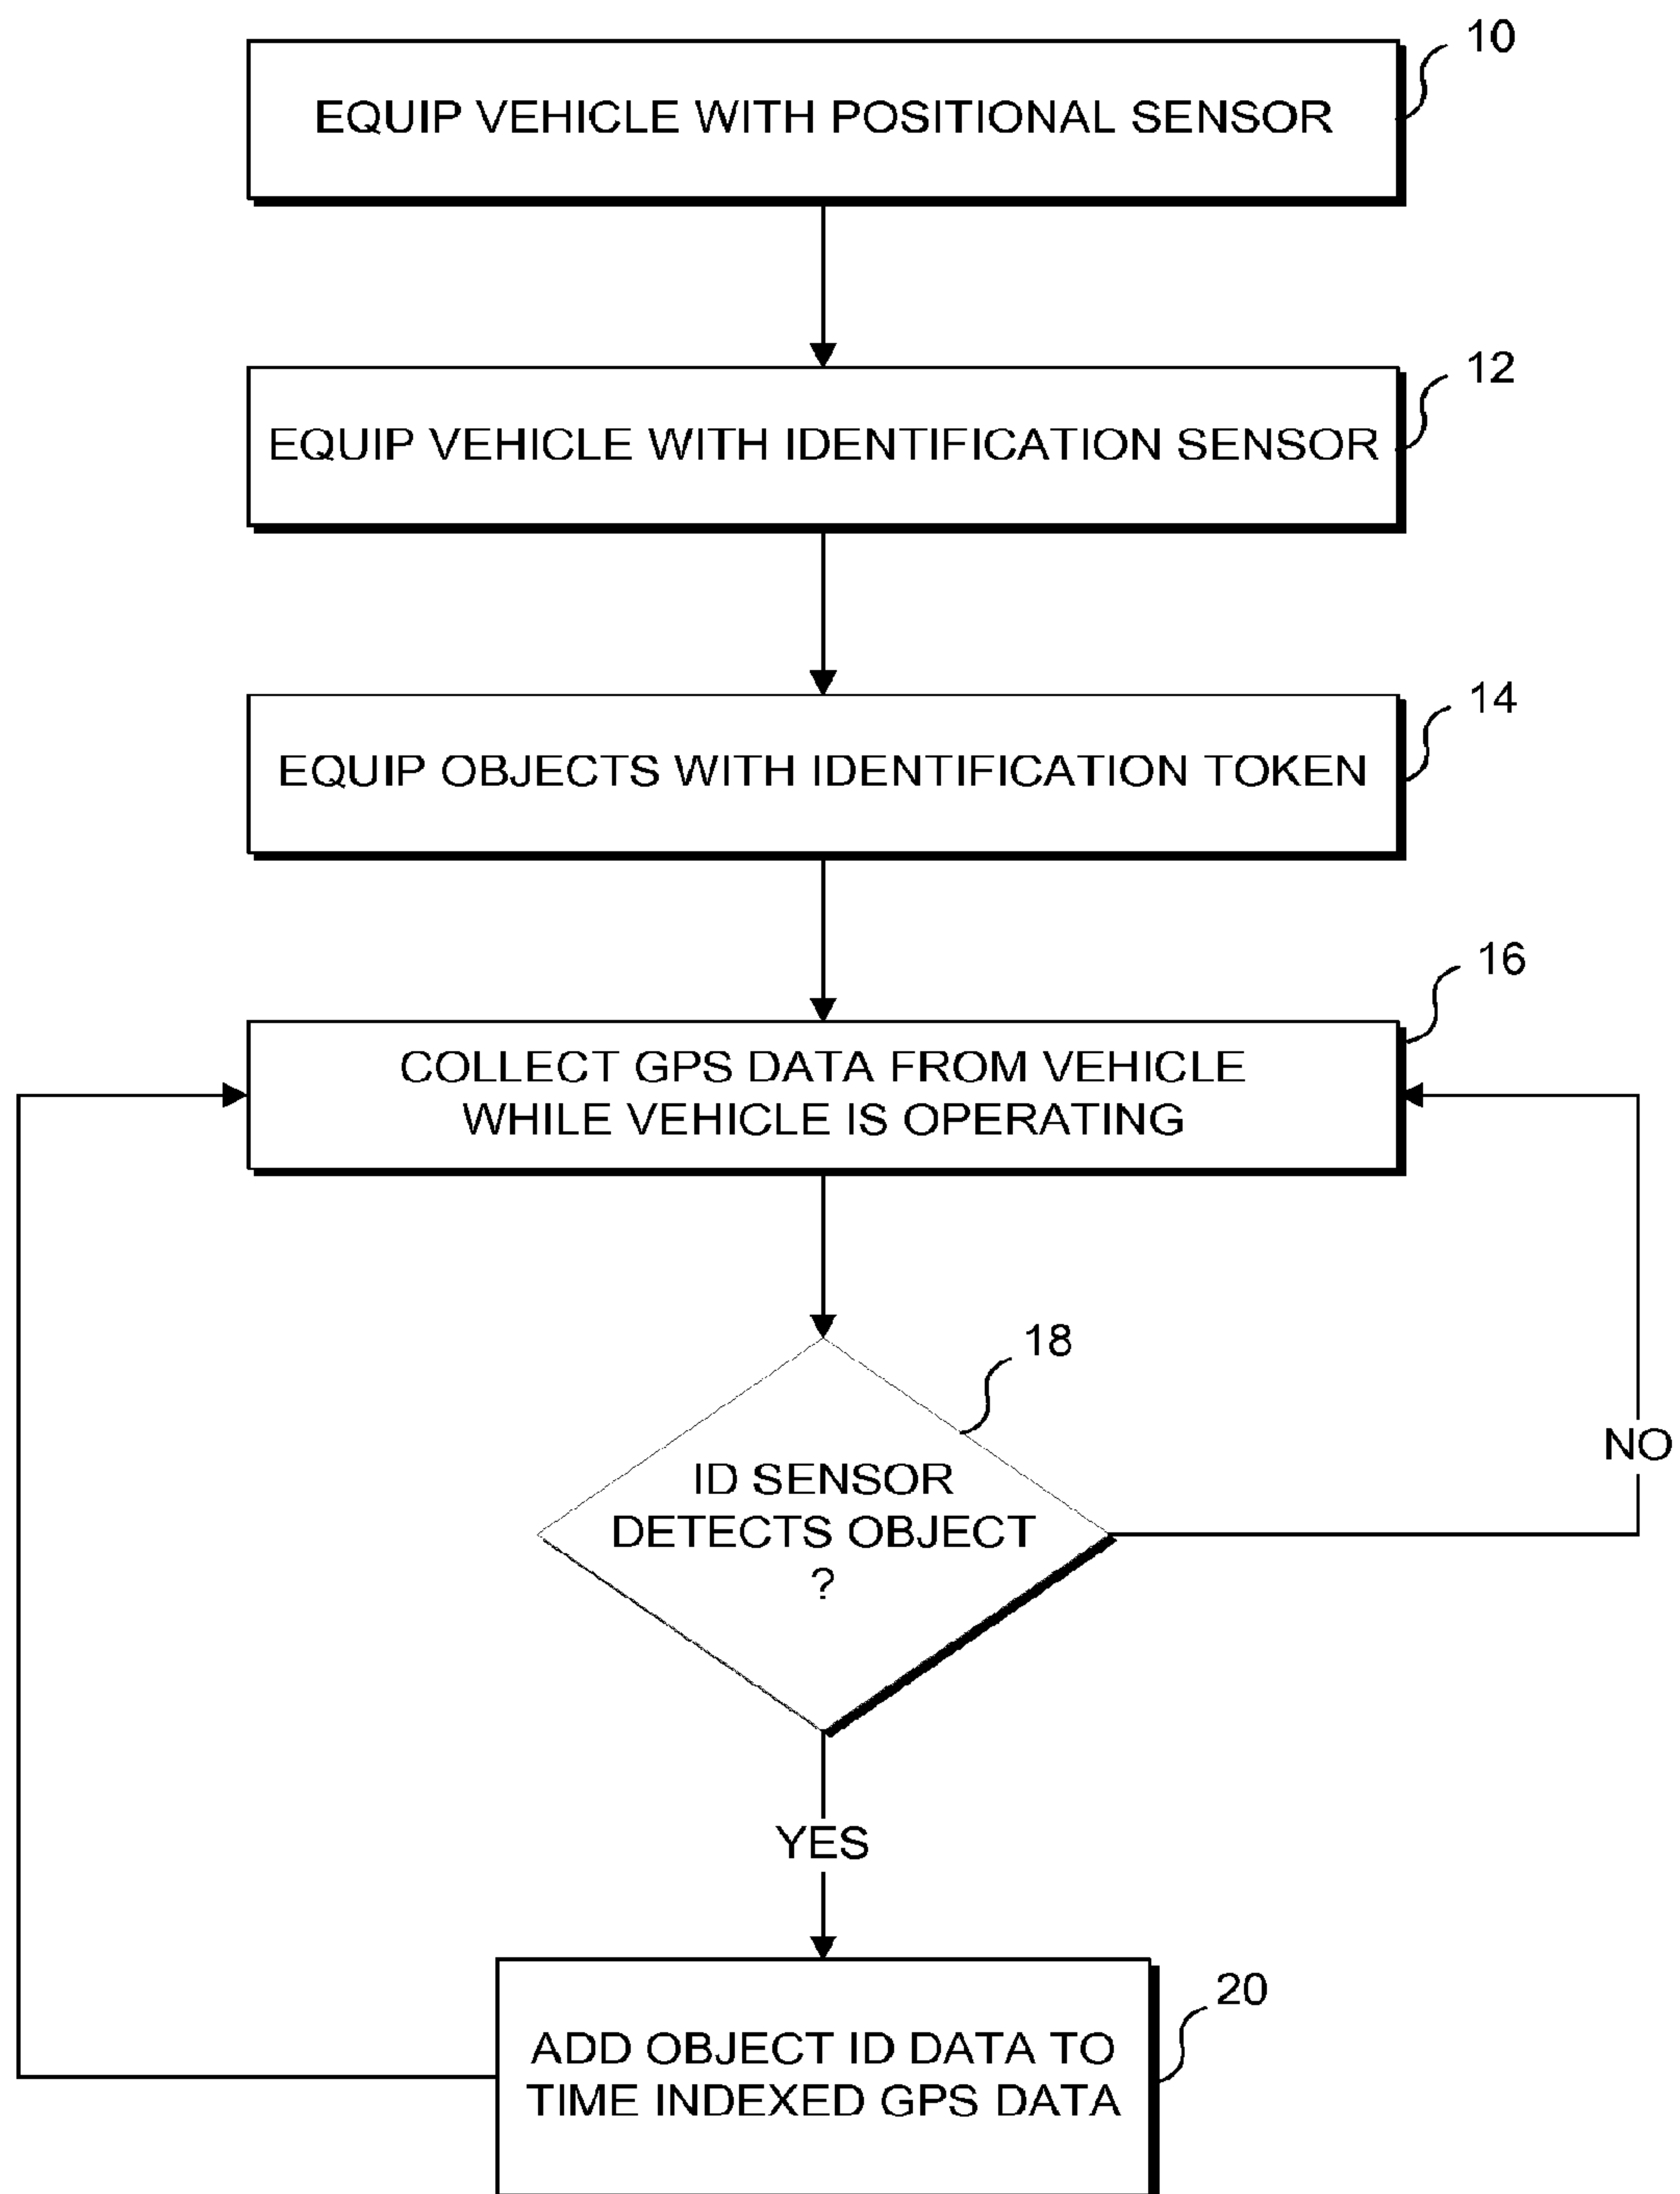 10
EQUIP VEHICLE WITH POSITIONAL SENSOR
12
EQUIP VEHICLE WITH IDENTIFICATION SENSOR
14
EQUIP OBJECTS WITH IDENTIFICATION TOKEN
16
COLLECT GPS DATA FROM VEHICLE
WHILE VEHICLE IS OPERATING
18
ID SENSOR
DETECTS OBJECT
?
NO
YES
20
ADD OBJECT ID DATA TO
TIME INDEXED GPS DATA